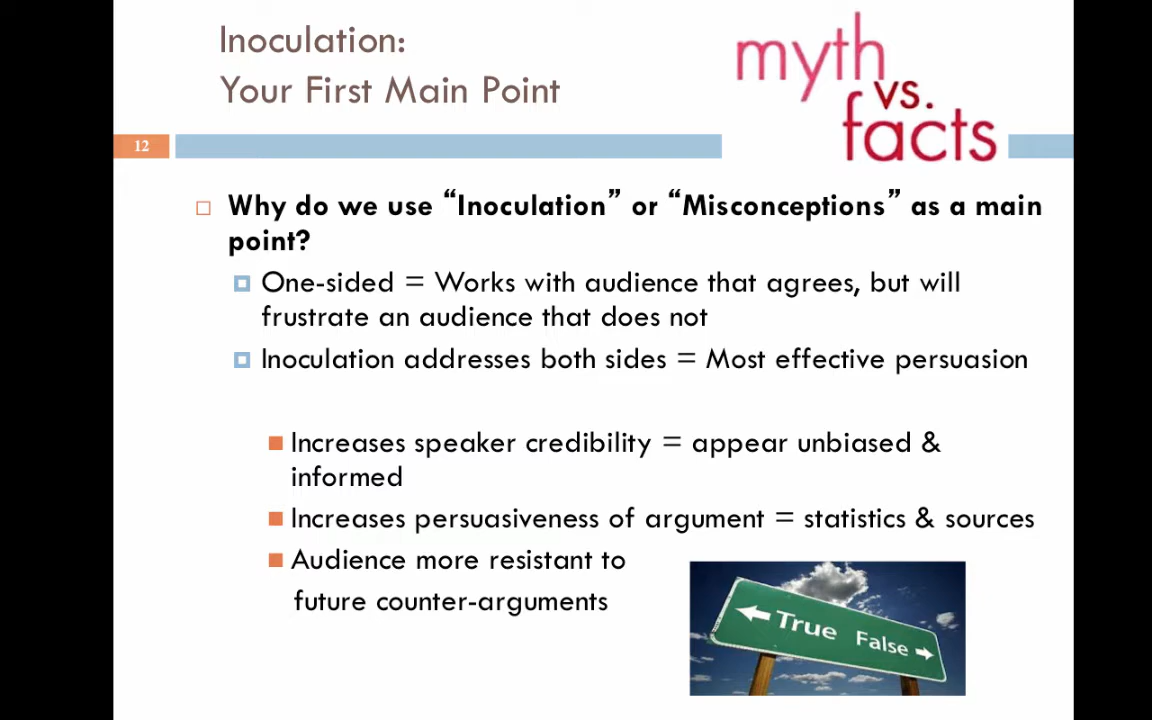 Inoculation:
Your First Main Point
myth
vs.
facts
12
Why do we use “Inoculation” or “Misconceptions” as a main
point?
One-sided = Works with audience that agrees, but will
frustrate an audience that does not
Inoculation addresses both sides = Most effective persuasion
Increases speaker credibility = appear unbiased &
informed
Increases persuasiveness of argument = statistics & sources
Audience more resistant to
future counter-arguments
True False